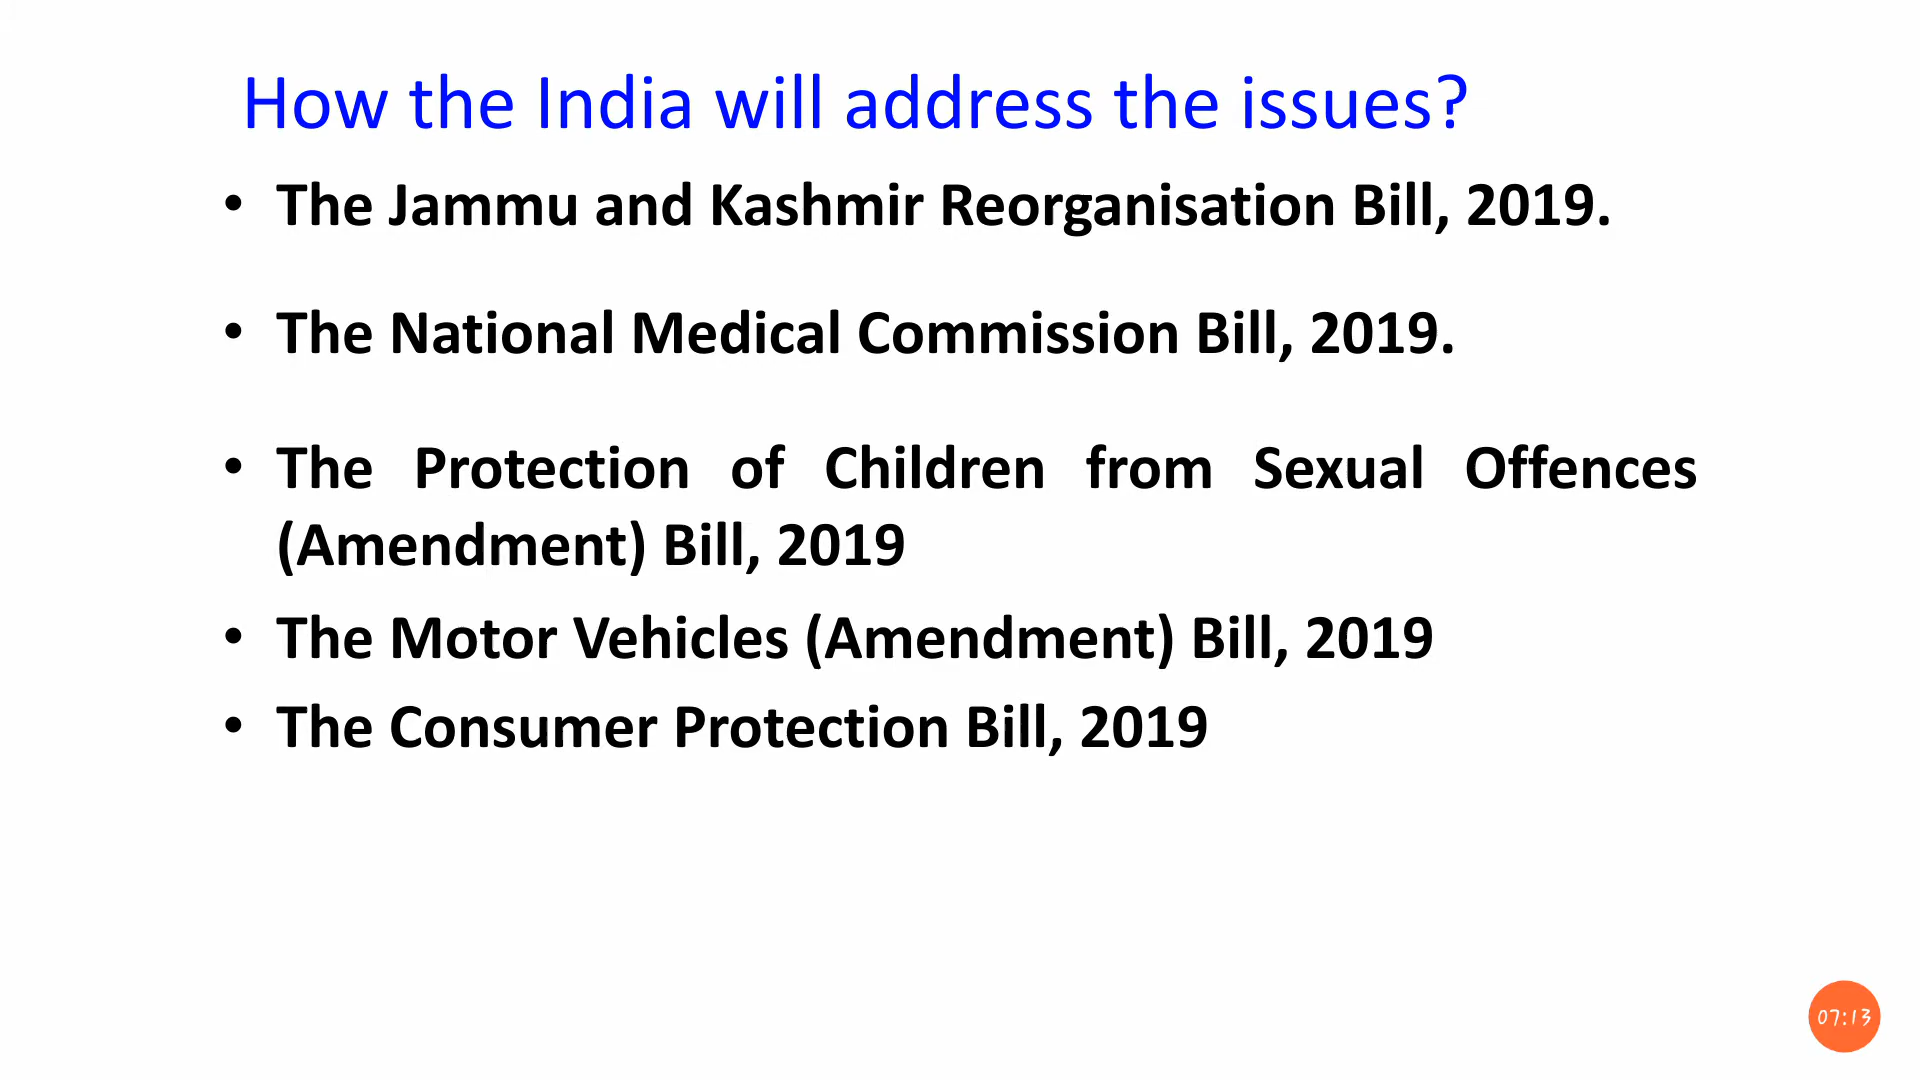 How the India will address the issues?
• The Jammu and Kashmir Reorganisation Bill, 2019.
• The National Medical Commission Bill, 2019.
• The Protection of Children from Sexual Offences
(Amendment) Bill, 2019
• The Motor Vehicles (Amendment) Bill, 2019
• The Consumer Protection Bill, 2019
07:13